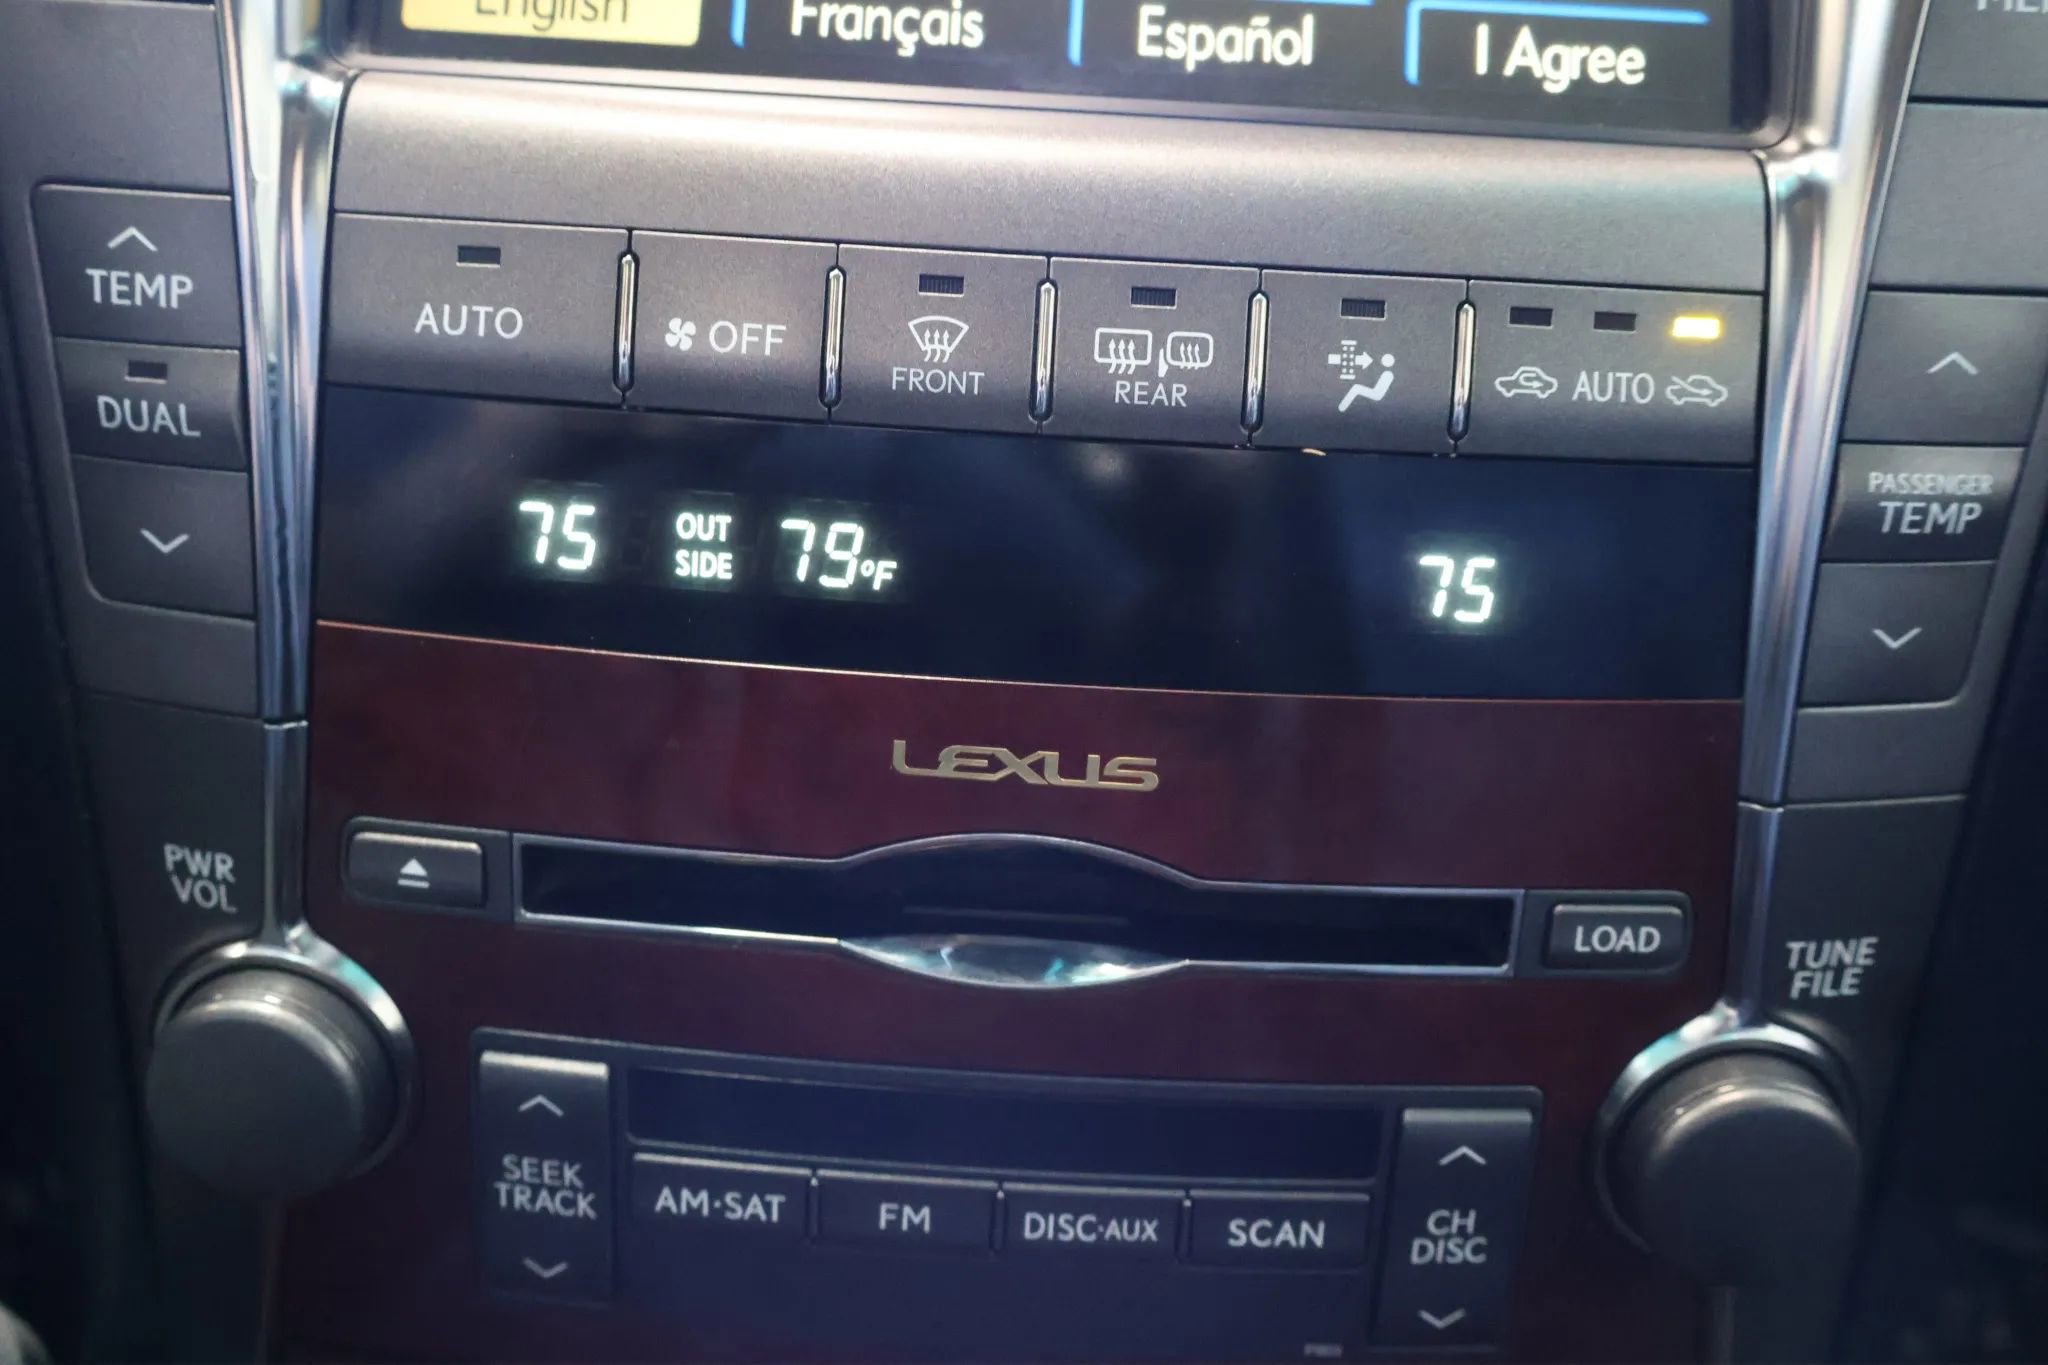 English Français Español I Agree
TEMP
DUAL
AUTO
OFF
FRONT
REAR
AUTO
PASSENGER
TEMP
75 OUT
SIDE 79°F 75
LEXUS
PWR
VOL
LOAD
TUNE
FILE
SEEK
TRACK
AM·SAT FM DISC·AUX SCAN
CH
DISC